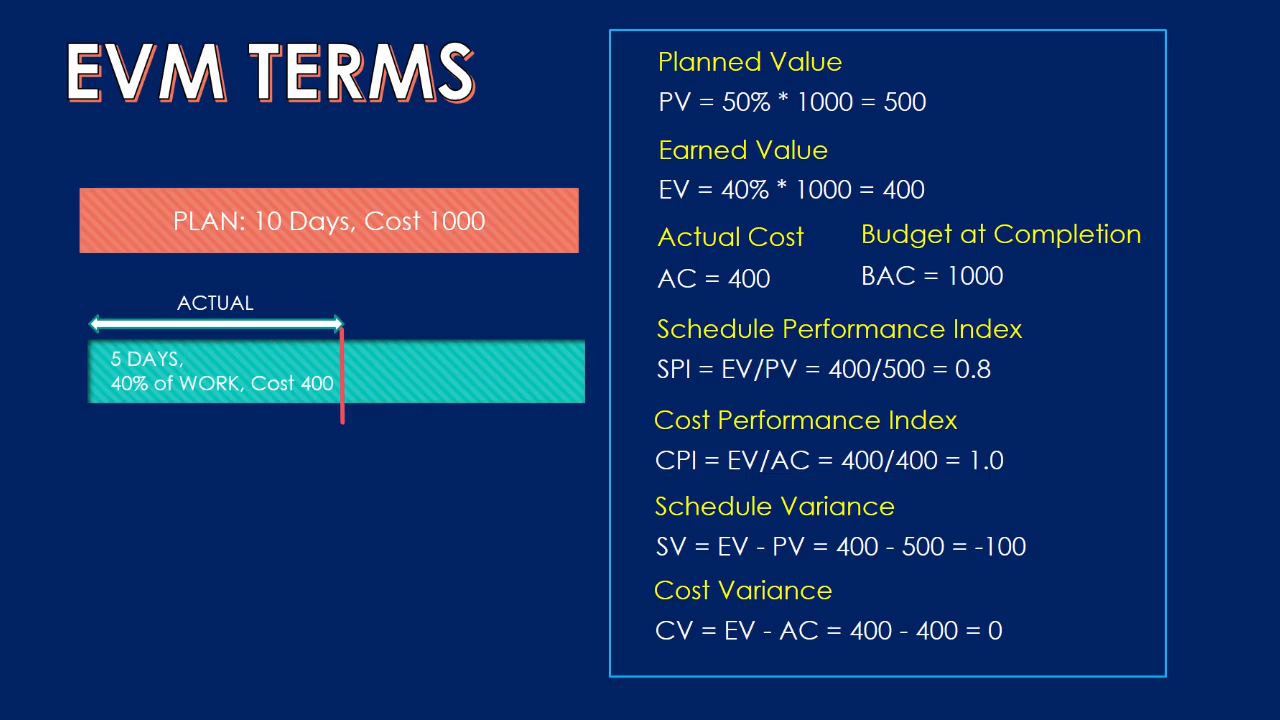 EVM TERMS
PLAN: 10 Days, Cost 1000
ACTUAL
5 DAYS,
40% of WORK, Cost 400
Planned Value
PV = 50% * 1000 = 500
Earned Value
EV = 40% * 1000 = 400
Actual Cost
AC = 400
Budget at Completion
BAC = 1000
Schedule Performance Index
SPI = EV/PV = 400/500 = 0.8
Cost Performance Index
CPI = EV/AC = 400/400 = 1.0
Schedule Variance
SV = EV - PV = 400 - 500 = -100
Cost Variance
CV = EV - AC = 400 - 400 = 0